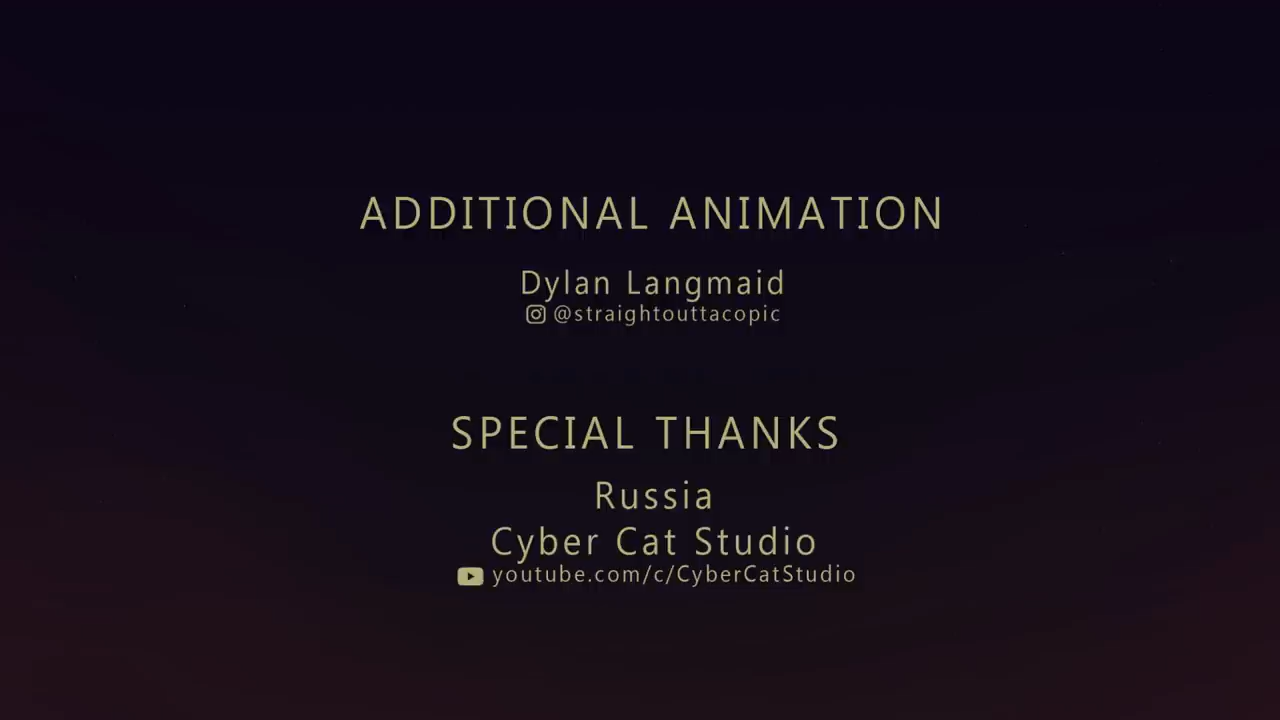 ADDITIONAL ANIMATION
Dylan Langmaid
@straightouttacopic
SPECIAL THANKS
Russia
Cyber Cat Studio
youtube.com/c/CyberCatStudio